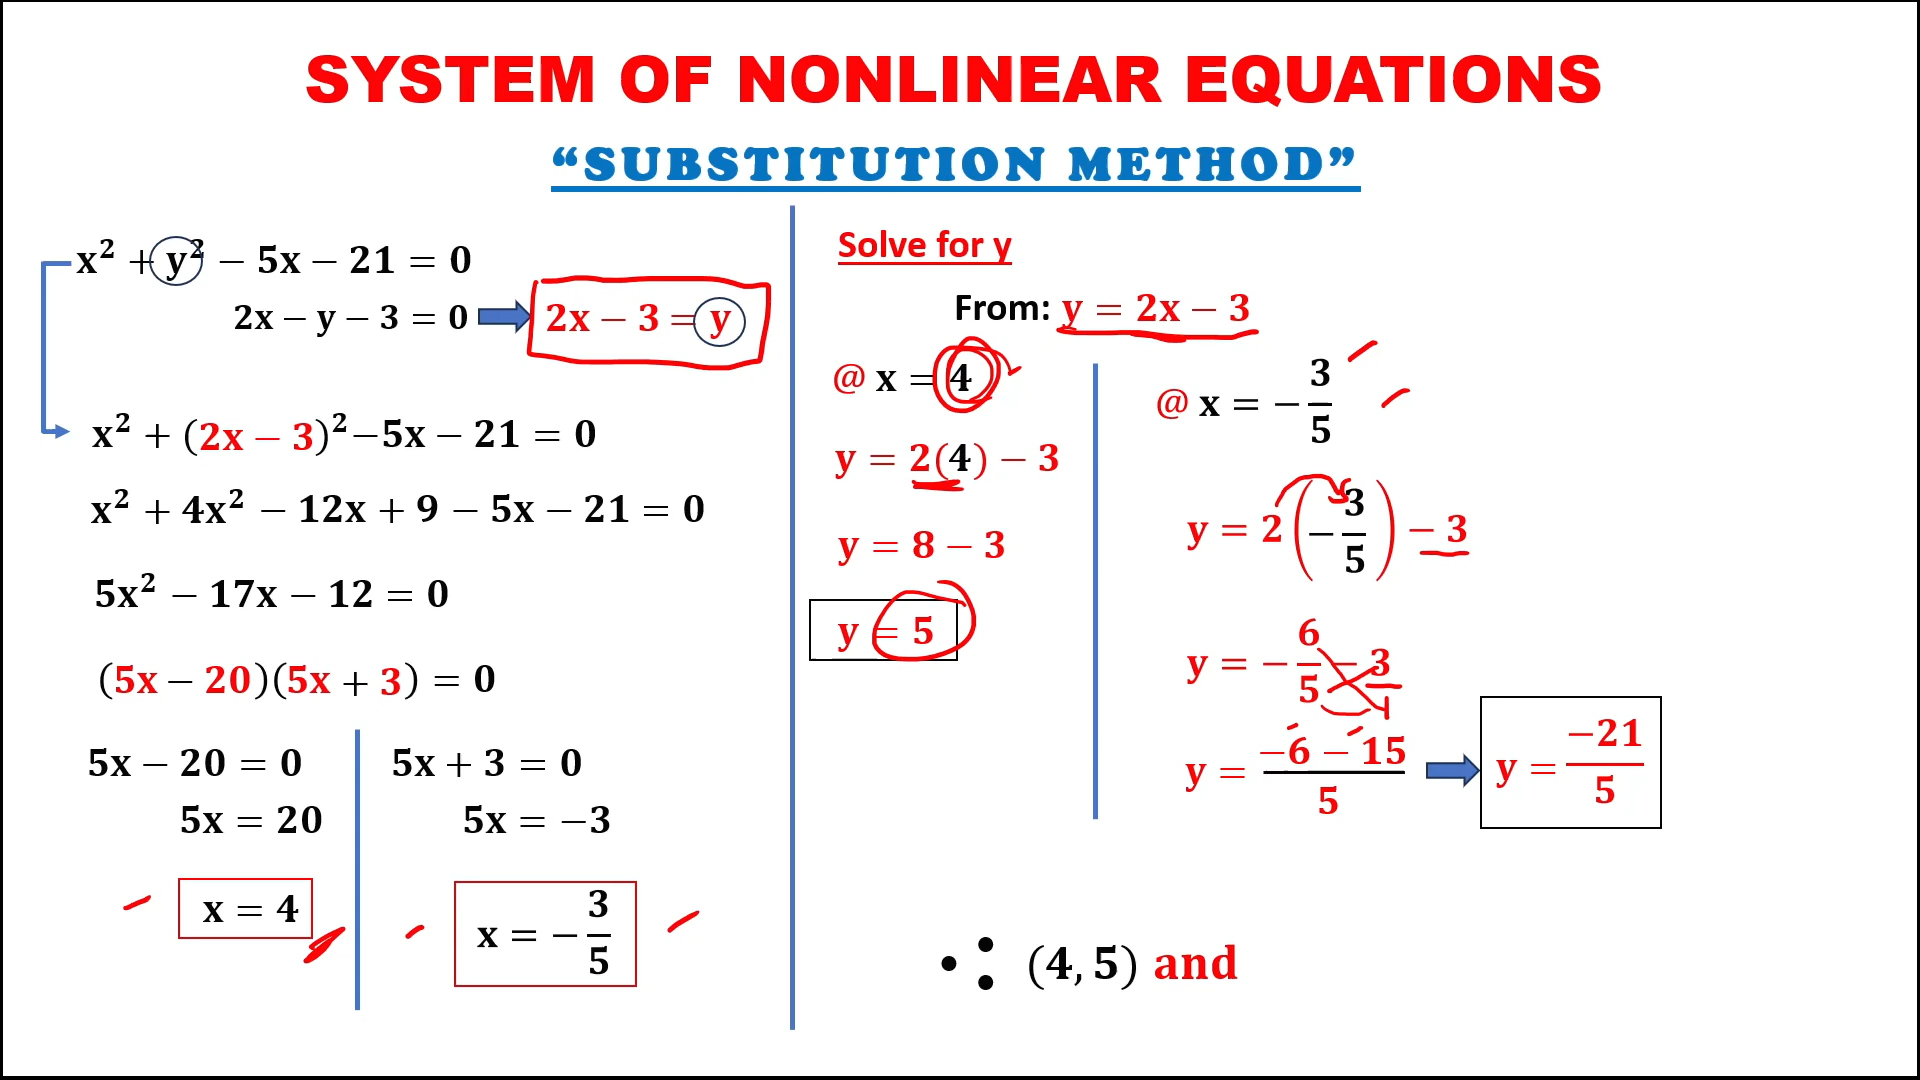 SYSTEM OF NONLINEAR EQUATIONS
“SUBSTITUTION METHOD”
x² + y² − 5x − 21 = 0
2x − y − 3 = 0
2x − 3 = y
x² + (2x − 3)² −5x − 21 = 0
x² + 4x² − 12x + 9 − 5x − 21 = 0
5x² − 17x − 12 = 0
(5x − 20)(5x + 3) = 0
5x − 20 = 0
5x = 20
x = 4
5x + 3 = 0
5x = −3
x = −3/5
Solve for y
From: y = 2x − 3
@ x = 4
y = 2(4) − 3
y = 8 − 3
y = 5
@ x = −3/5
y = 2(−3/5) − 3
y = −6/5 − 3/1
y = (−6 − 15)/5
y = −21/5
∴ (4, 5) and